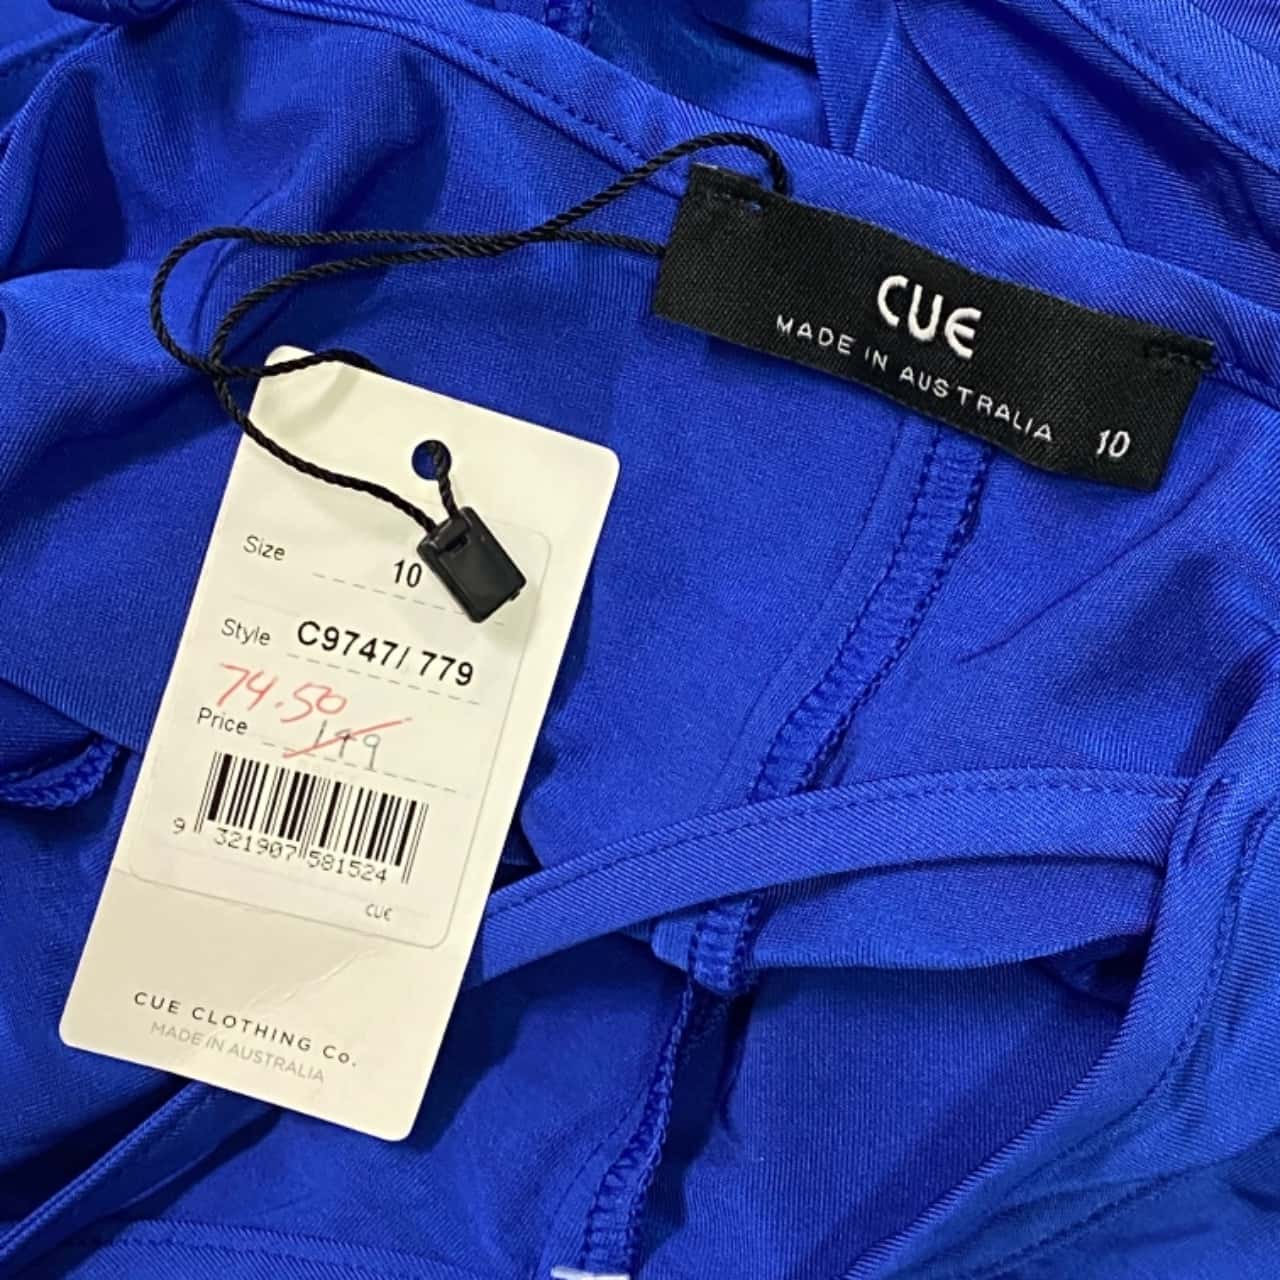 CUE
MADE IN AUSTRALIA
10
Size 10
Style C9747/ 779
74.50
Price 149
9 321907 581524
CUE
CUE CLOTHING Co.
MADE IN AUSTRALIA